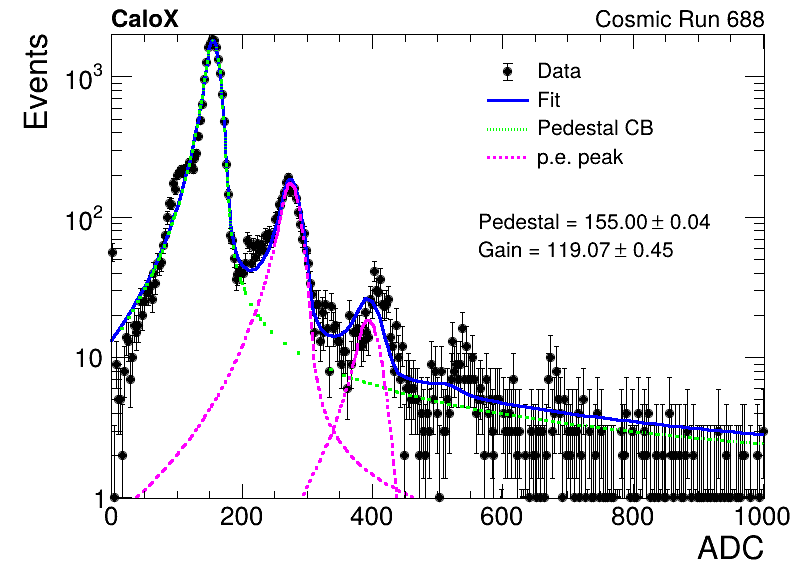 CaloX Cosmic Run 688
Events
Data
Fit
Pedestal CB
p.e. peak
Pedestal = 155.00 ± 0.04
Gain = 119.07 ± 0.45
10³
10²
10
1
0 200 400 600 800 1000
ADC